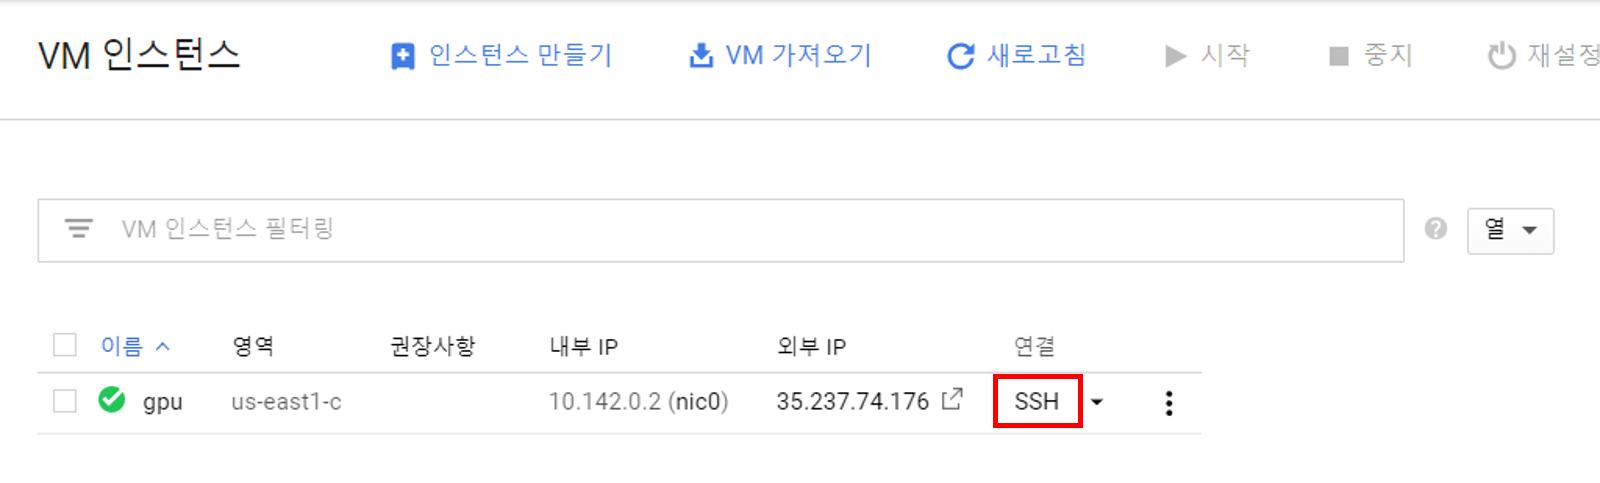 VM 인스턴스 인스턴스 만들기 VM 가져오기 새로고침 시작 중지 재설정
VM 인스턴스 필터링 ? 열
이름 영역 권장사항 내부 IP 외부 IP 연결
gpu us-east1-c 10.142.0.2 (nic0) 35.237.74.176 SSH